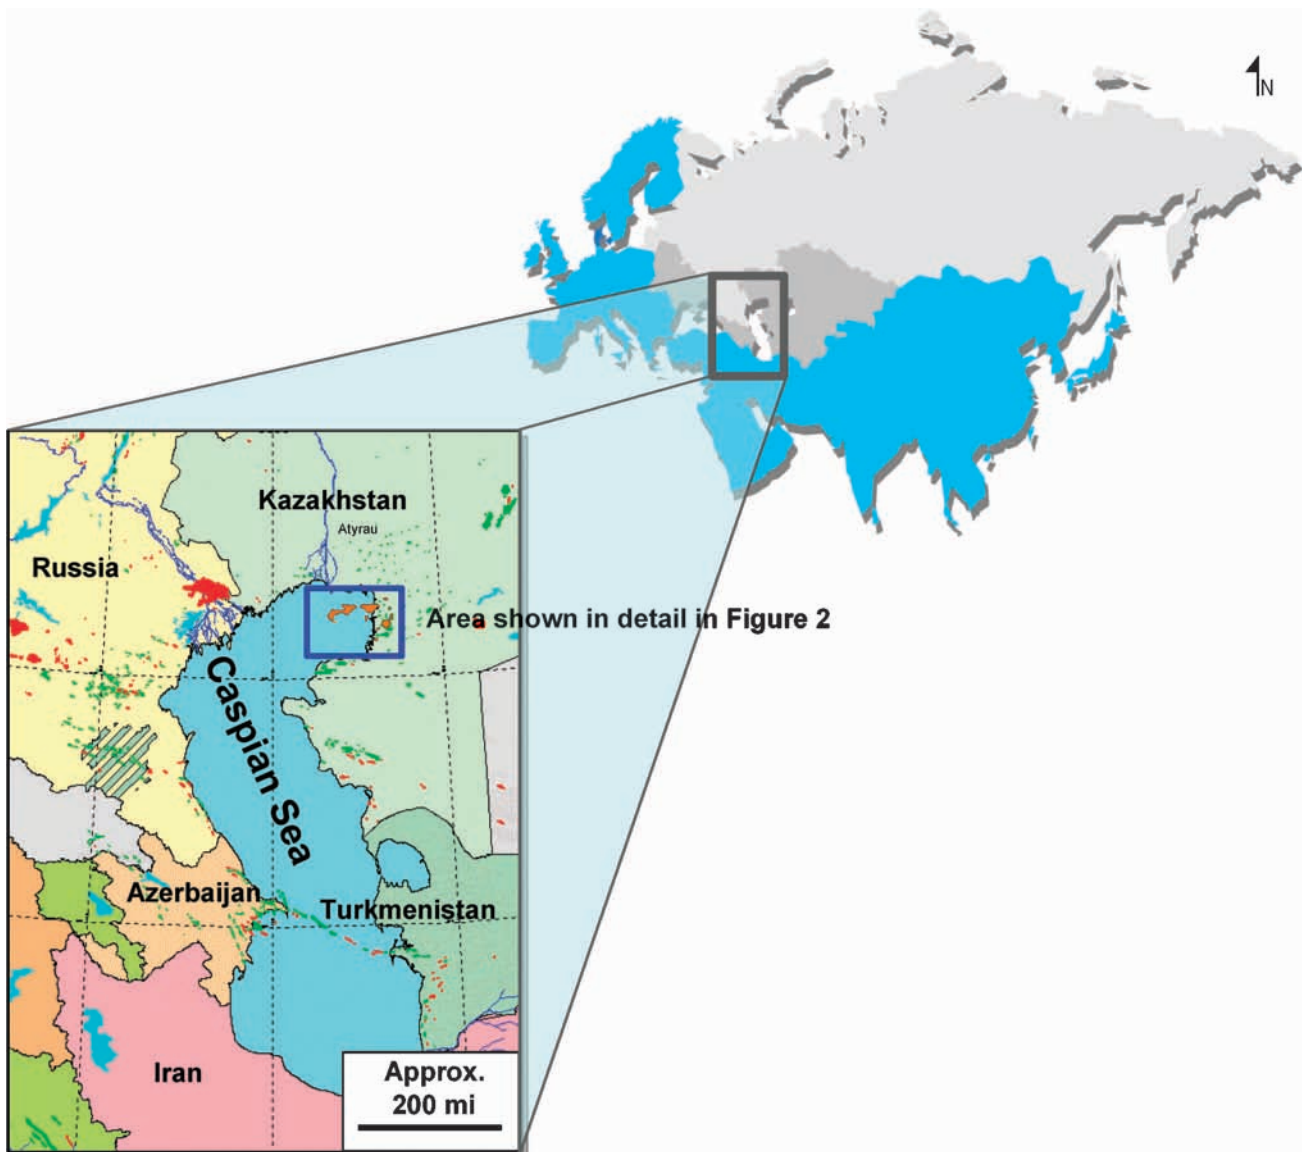 N
Kazakhstan
Atyrau
Russia
Area shown in detail in Figure 2
Caspian Sea
Azerbaijan
Turkmenistan
Iran
Approx.
200 mi